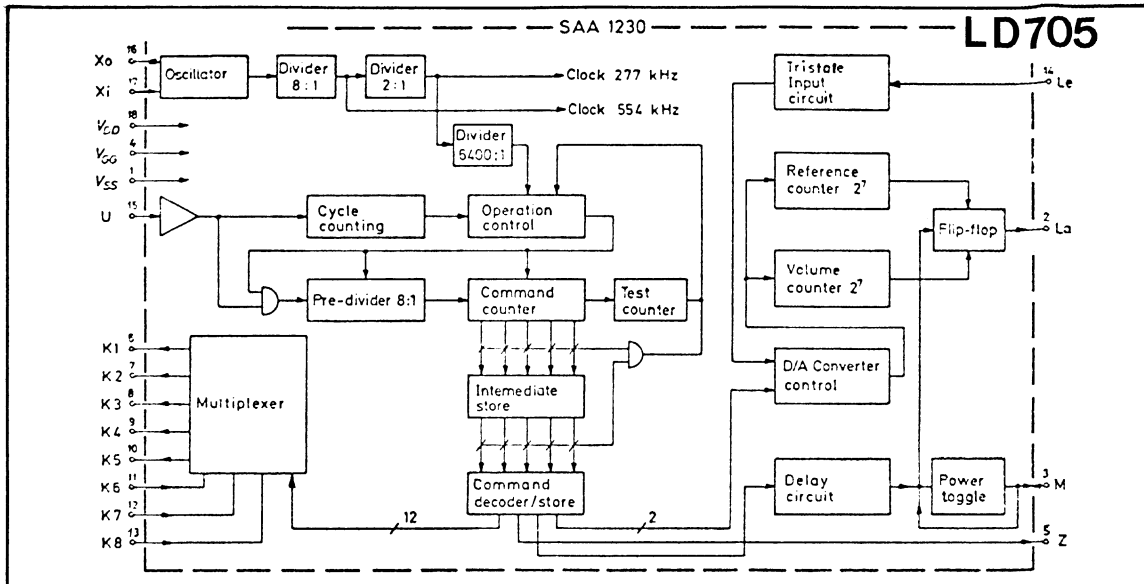 SAA 1230
LD705
16
Xo
17
Xi
18
VDD
4
VGG
1
VSS
15
U
Oscillator
Divider
8:1
Divider
2:1
Clock 277 kHz
Clock 554 kHz
Divider
5400:1
Cycle
counting
Operation
control
Pre-divider 8:1
Command
counter
Test
counter
Intemediate
store
Command
decoder/store
Multiplexer
6
K1
7
K2
8
K3
9
K4
10
K5
11
K6
12
K7
13
K8
12
2
Tristate
Input
circuit
14
Le
Reference
counter 2⁷
Flip-flop
2
La
Volume
counter 2⁷
D/A Converter
control
Delay
circuit
Power
toggle
3
M
5
Z